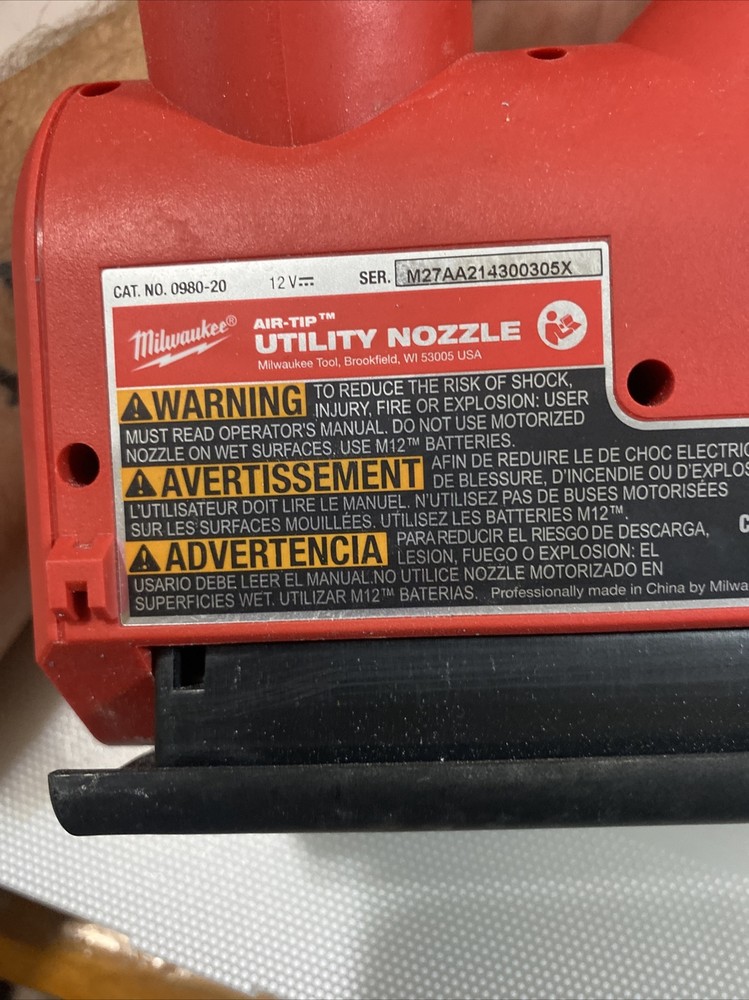 CAT. NO. 0980-20 12 V⎓ SER. M27AA214300305X
Milwaukee®
AIR-TIP™
UTILITY NOZZLE
Milwaukee Tool, Brookfield, WI 53005 USA
WARNING TO REDUCE THE RISK OF SHOCK,
INJURY, FIRE OR EXPLOSION: USER
MUST READ OPERATOR'S MANUAL. DO NOT USE MOTORIZED
NOZZLE ON WET SURFACES. USE M12™ BATTERIES.
AVERTISSEMENT AFIN DE REDUIRE LE DE CHOC ELECTRIC
DE BLESSURE, D'INCENDIE OU D'EXPLOS
L'UTILISATEUR DOIT LIRE LE MANUEL. N'UTILISEZ PAS DE BUSES MOTORISÉES
SUR LES SURFACES MOUILLÉES. UTILISEZ LES BATTERIES M12™.
ADVERTENCIA PARA REDUCIR EL RIESGO DE DESCARGA,
LESION, FUEGO O EXPLOSION: EL
USARIO DEBE LEER EL MANUAL.NO UTILICE NOZZLE MOTORIZADO EN
SUPERFICIES WET. UTILIZAR M12™ BATERIAS. Professionally made in China by Milwa